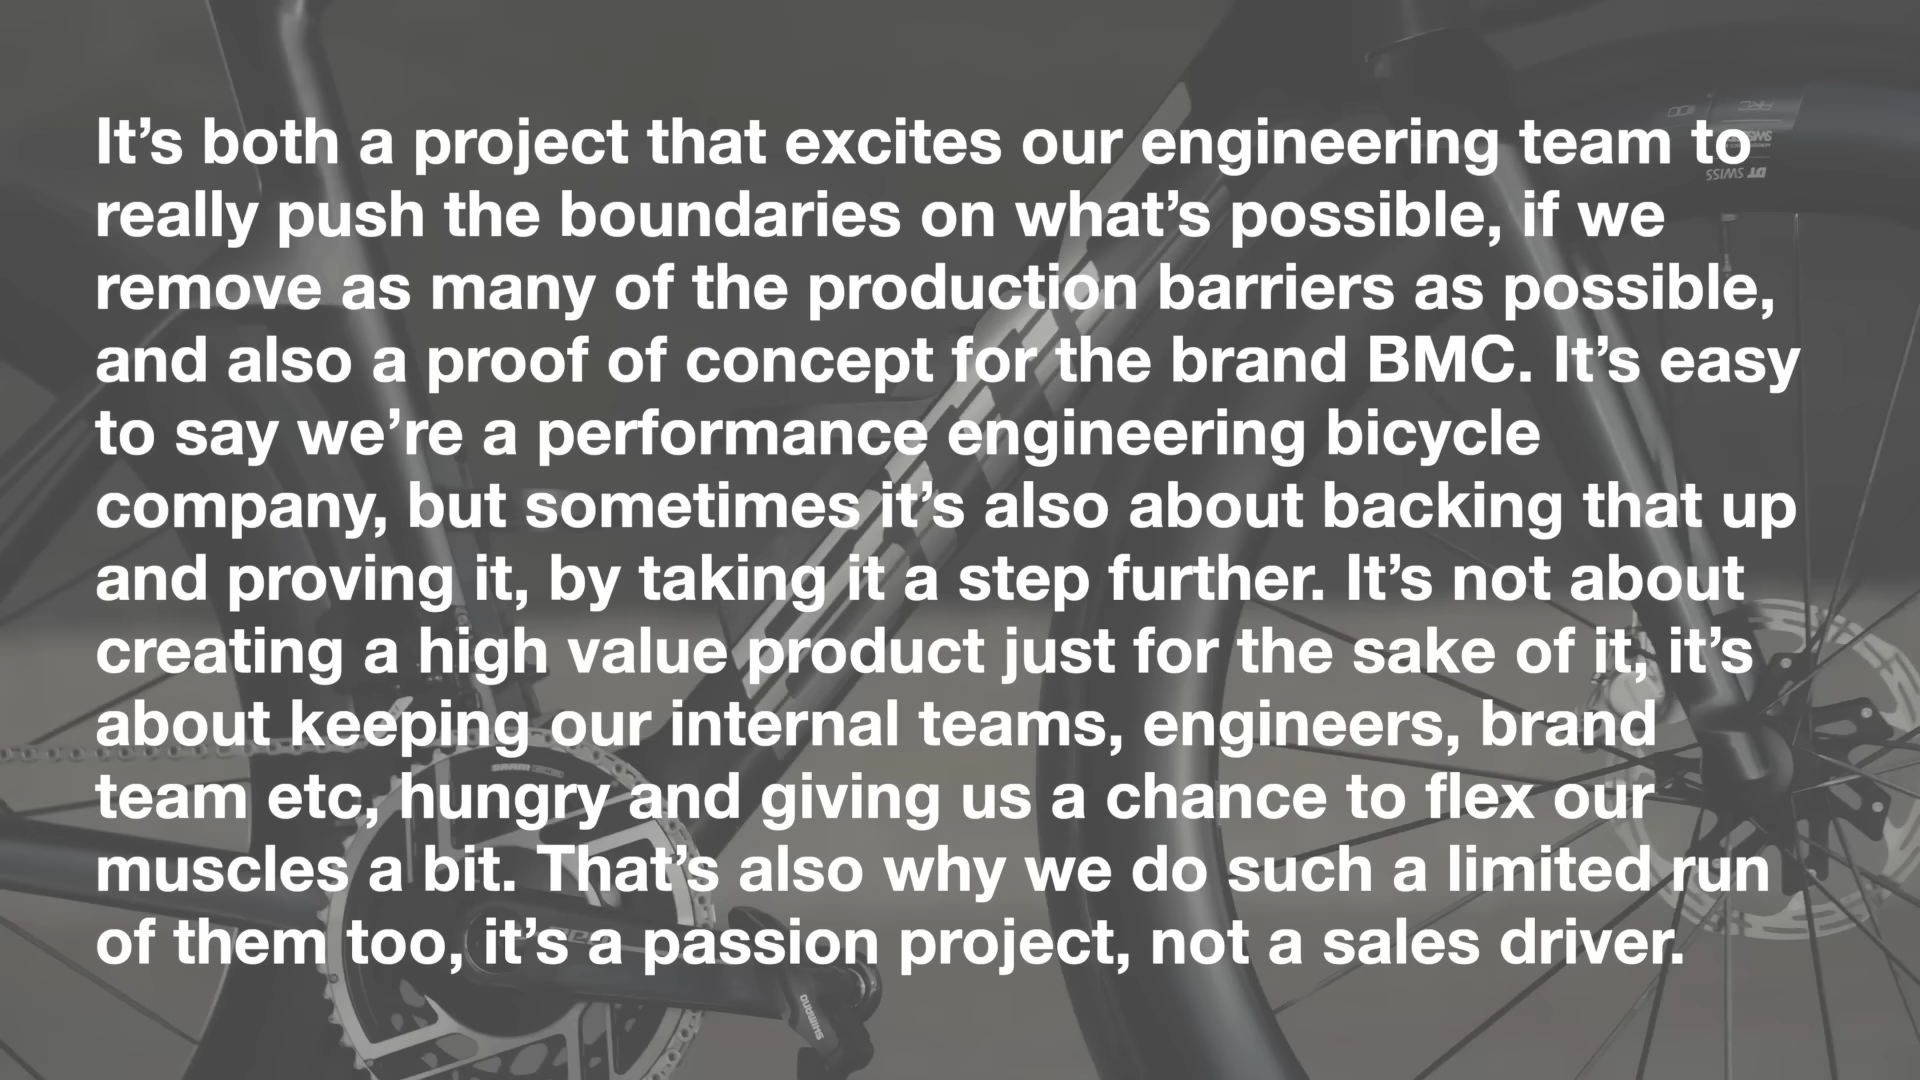 It’s both a project that excites our engineering team to
really push the boundaries on what’s possible, if we
remove as many of the production barriers as possible,
and also a proof of concept for the brand BMC. It’s easy
to say we’re a performance engineering bicycle
company, but sometimes it’s also about backing that up
and proving it, by taking it a step further. It’s not about
creating a high value product just for the sake of it, it’s
about keeping our internal teams, engineers, brand
team etc, hungry and giving us a chance to flex our
muscles a bit. That’s also why we do such a limited run
of them too, it’s a passion project, not a sales driver.
DT SWISS
SHIMANO